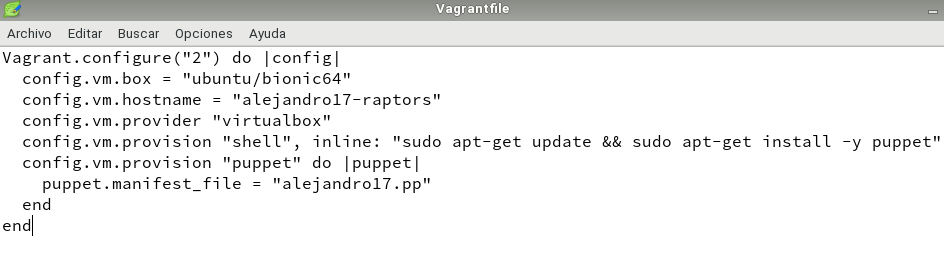 Vagrantfile
Archivo Editar Buscar Opciones Ayuda
Vagrant.configure("2") do |config|
  config.vm.box = "ubuntu/bionic64"
  config.vm.hostname = "alejandro17-raptors"
  config.vm.provider "virtualbox"
  config.vm.provision "shell", inline: "sudo apt-get update && sudo apt-get install -y puppet"
  config.vm.provision "puppet" do |puppet|
    puppet.manifest_file = "alejandro17.pp"
  end
end